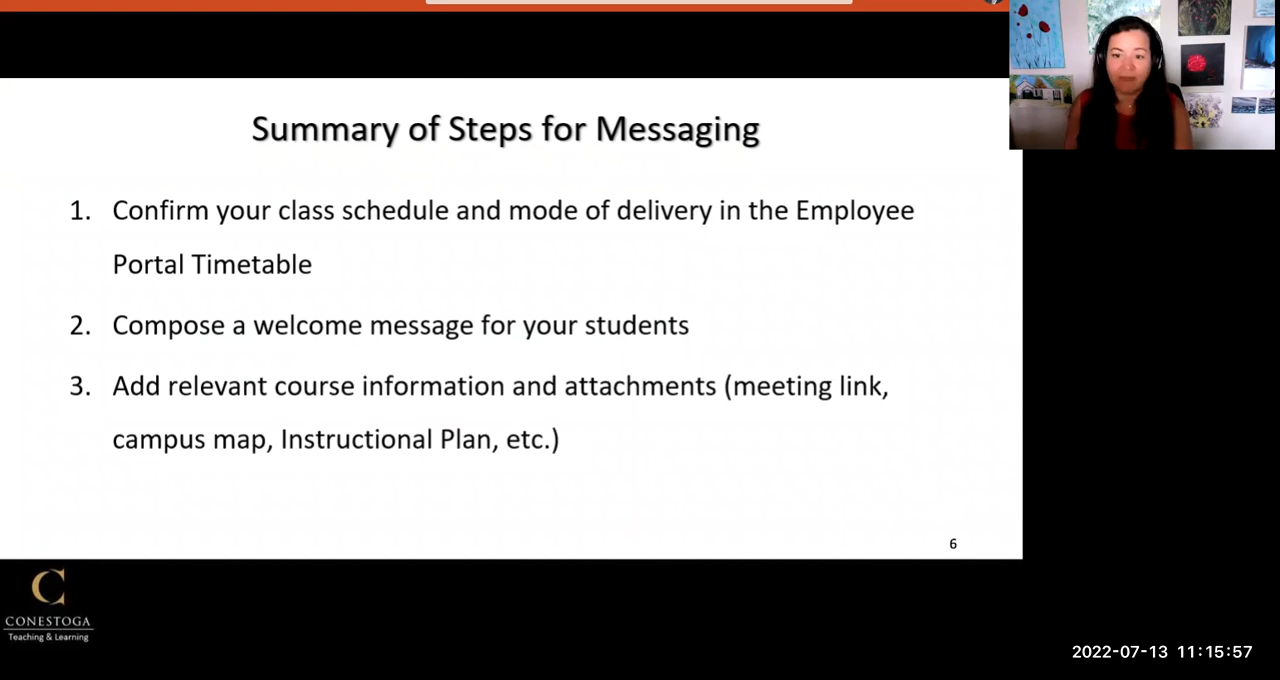 Summary of Steps for Messaging
1. Confirm your class schedule and mode of delivery in the Employee
Portal Timetable
2. Compose a welcome message for your students
3. Add relevant course information and attachments (meeting link,
campus map, Instructional Plan, etc.)
6
C
CONESTOGA
Teaching & Learning
2022-07-13 11:15:57